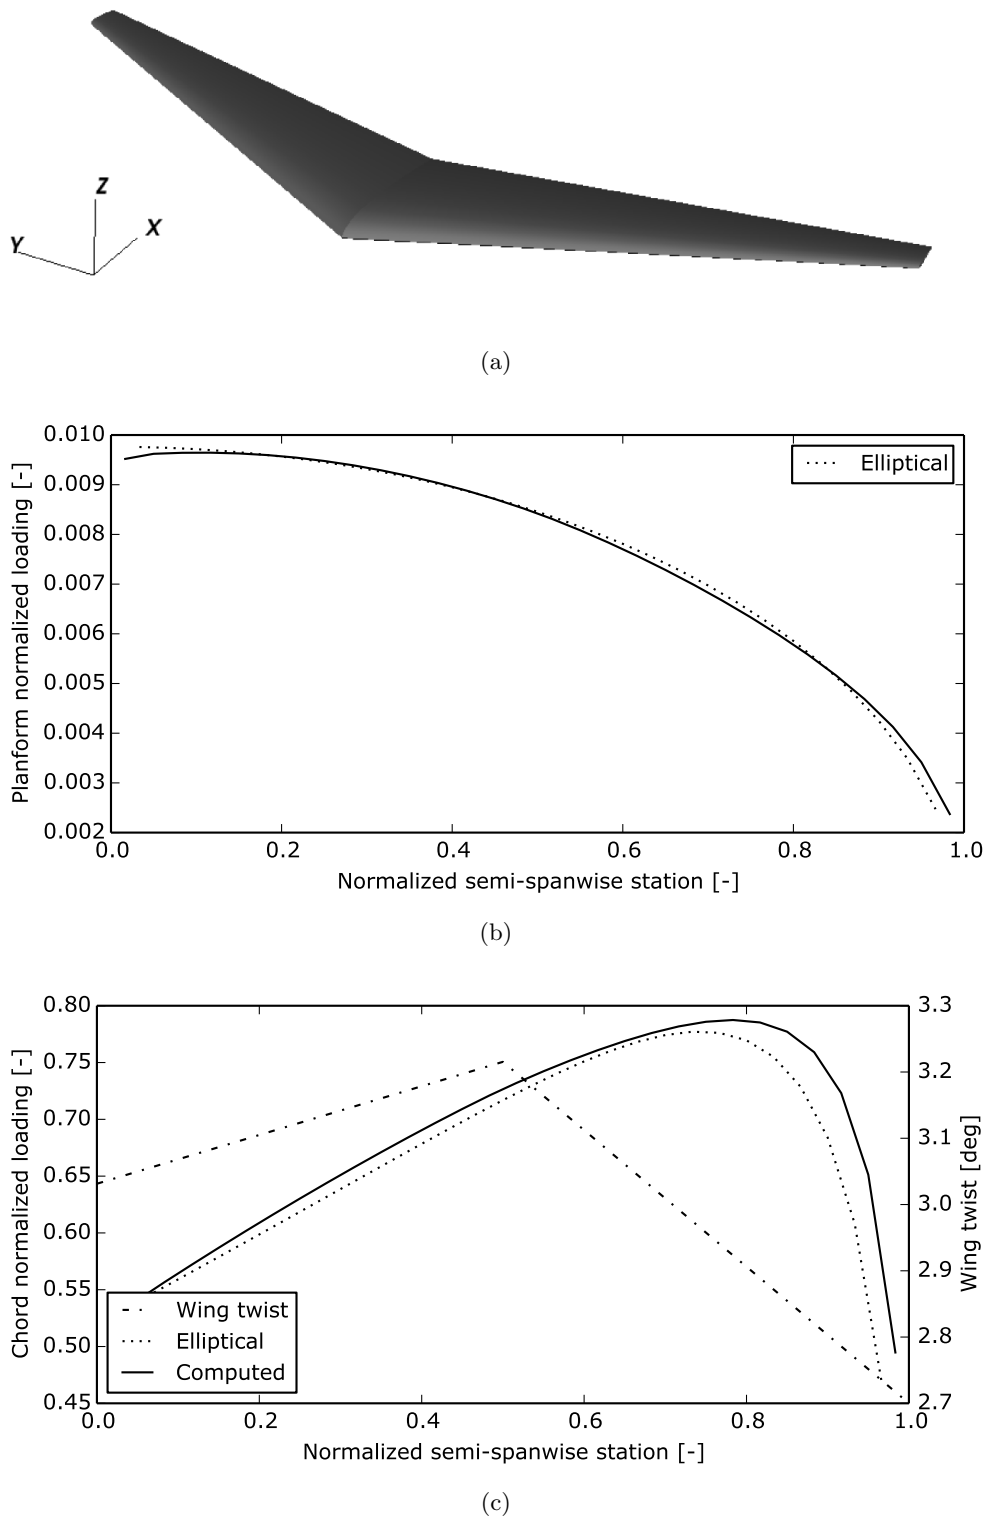 Z
X
Y
(a)
Planform normalized loading [-]
0.010
0.009
0.008
0.007
0.006
0.005
0.004
0.003
0.002
Elliptical
0.0 0.2 0.4 0.6 0.8 1.0
Normalized semi-spanwise station [-]
(b)
Chord normalized loading [-]
0.80
0.75
0.70
0.65
0.60
0.55
0.50
0.45
Wing twist
Elliptical
Computed
3.3
3.2
3.1
3.0
2.9
2.8
2.7
Wing twist [deg]
0.0 0.2 0.4 0.6 0.8 1.0
Normalized semi-spanwise station [-]
(c)